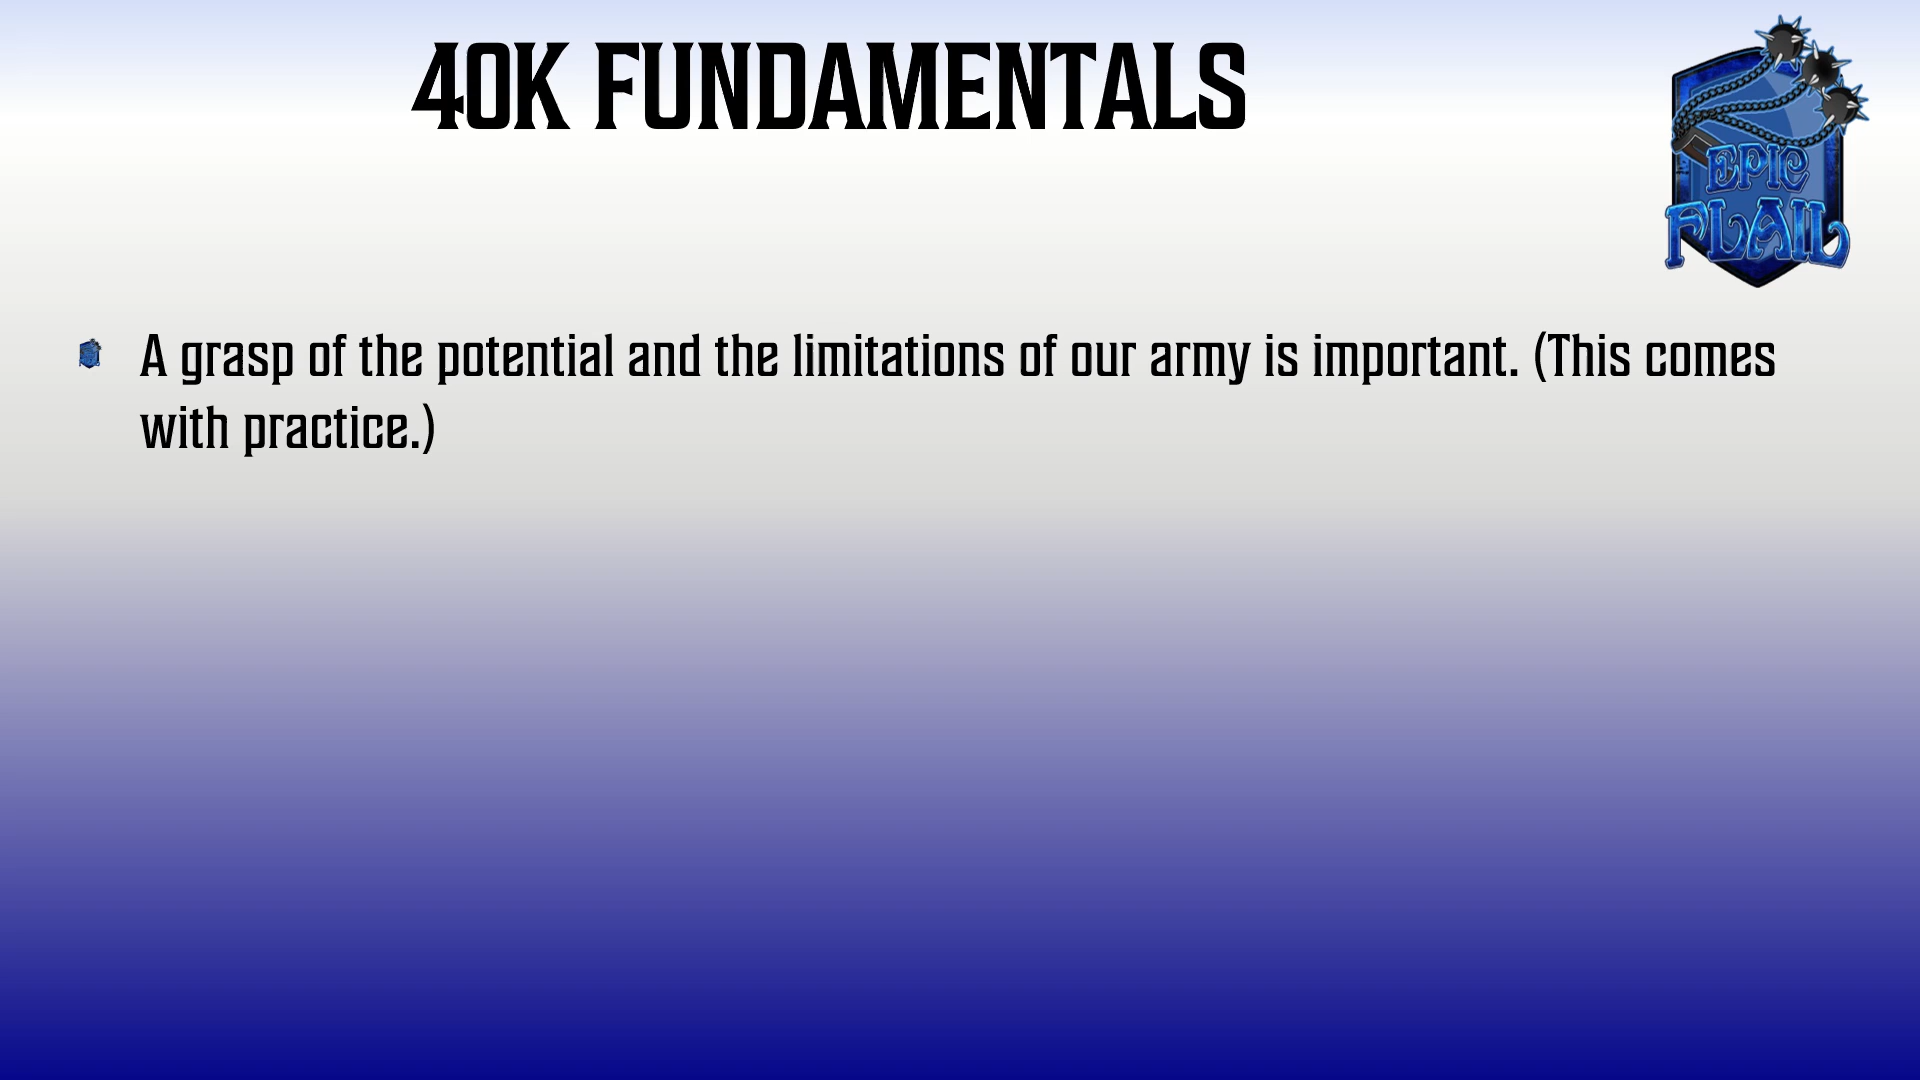 40K FUNDAMENTALS
EPIC
FLAIL
A grasp of the potential and the limitations of our army is important. (This comes
with practice.)